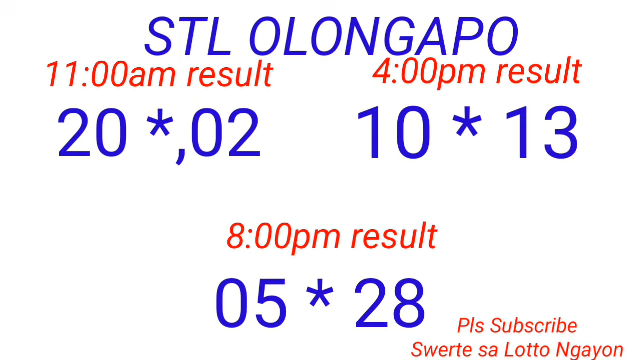 STL OLONGAPO
11:00am result
4:00pm result
20 *,02
10 * 13
8:00pm result
05 * 28
Pls Subscribe
Swerte sa Lotto Ngayon